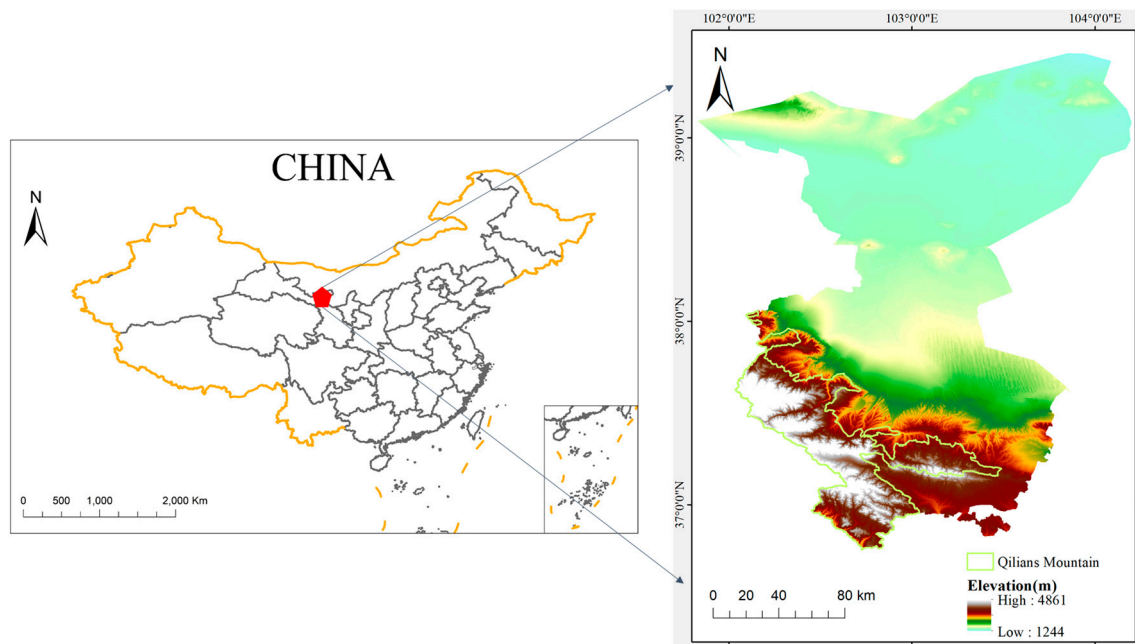 CHINA
N
0 500 1,000 2,000 Km
102°0'0"E 103°0'0"E 104°0'0"E
N
39°0'0"N
38°0'0"N
37°0'0"N
Qilians Mountain
Elevation(m)
High : 4861
Low : 1244
0 20 40 80 km